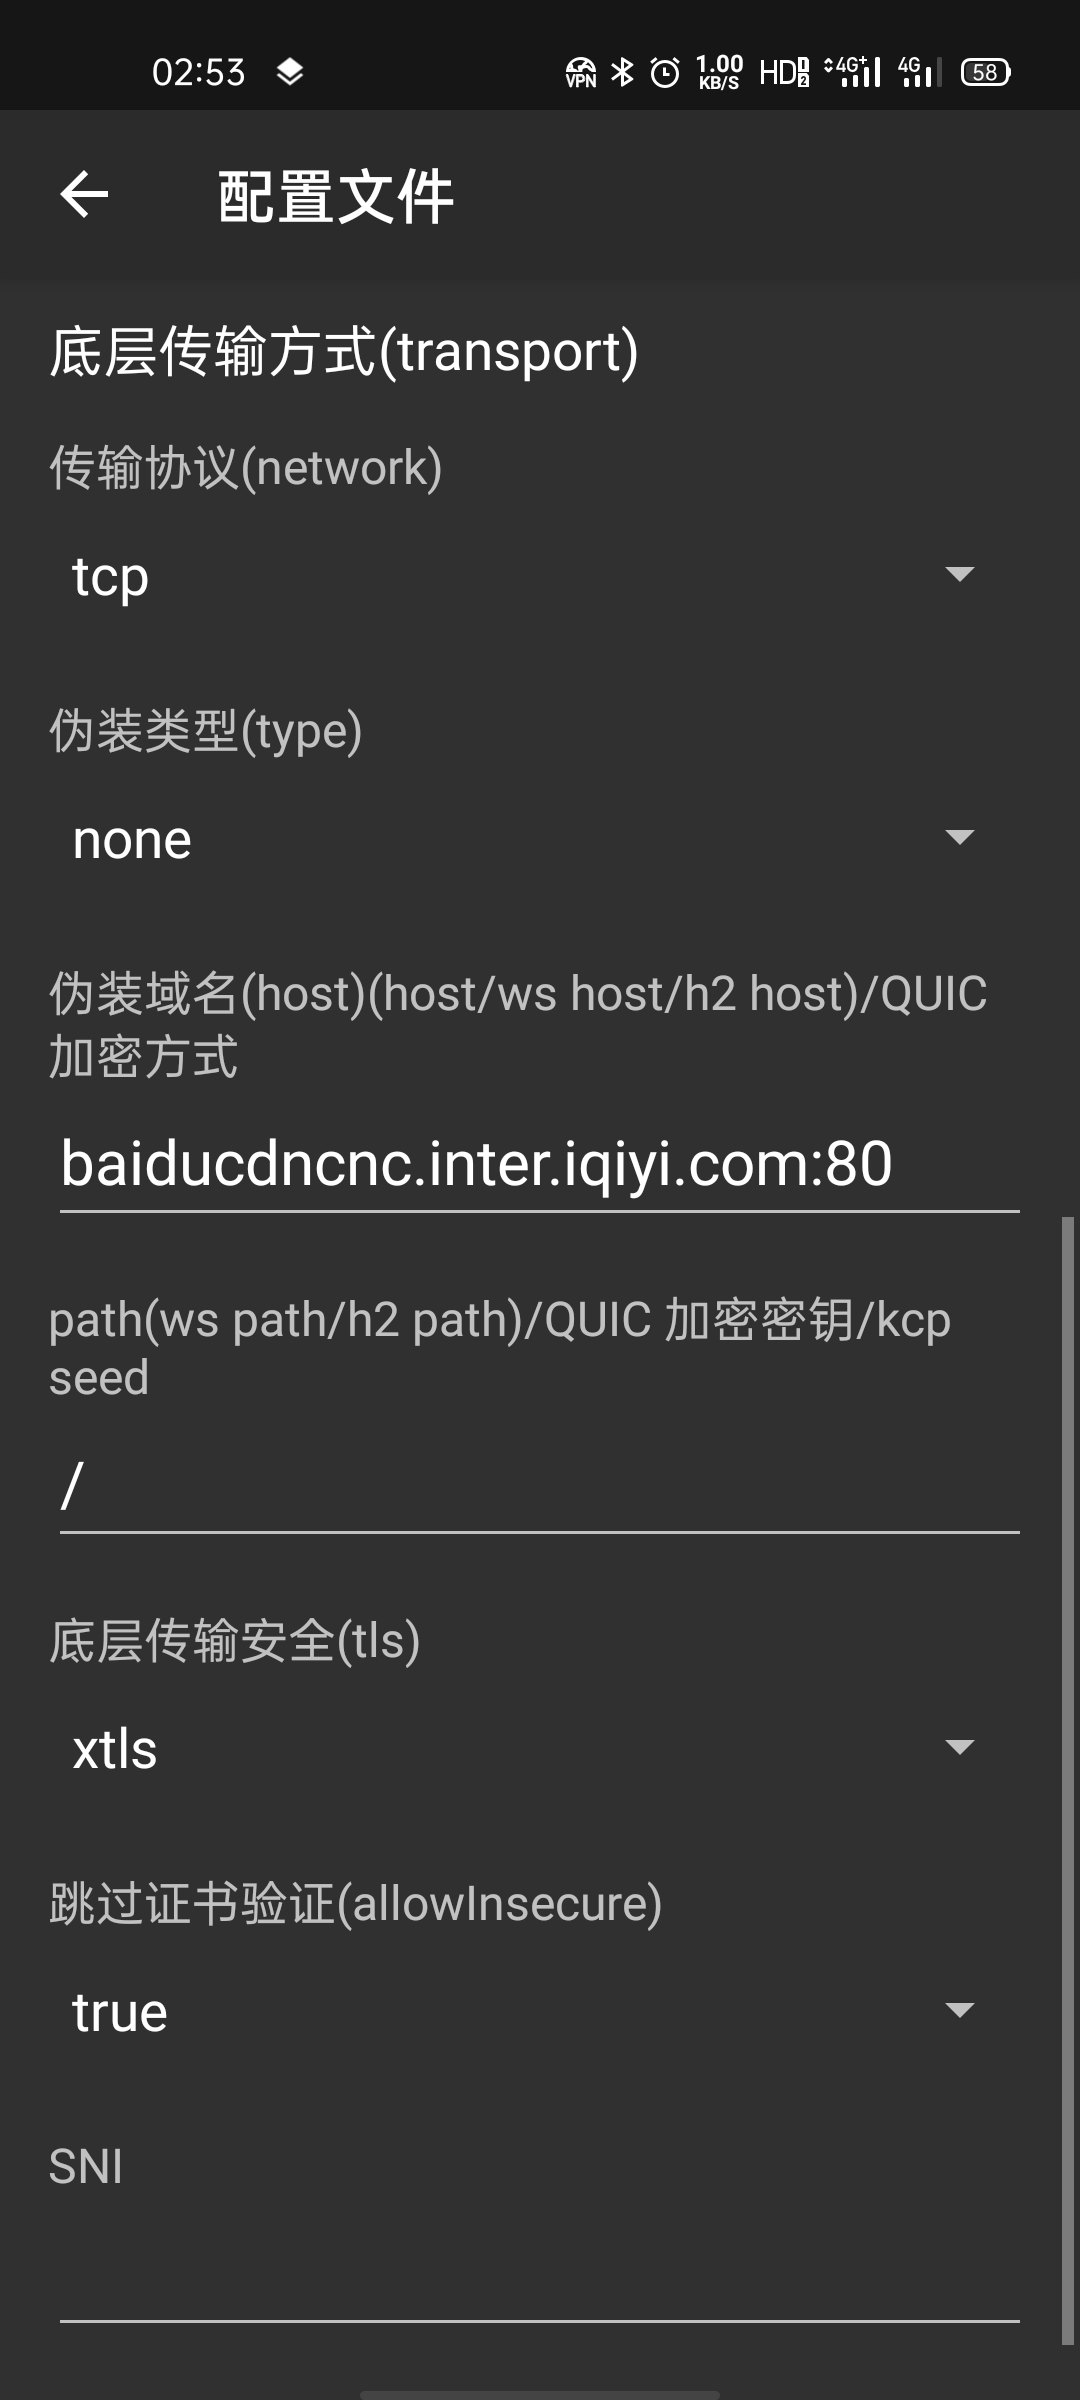 02:53 VPN 1.00 KB/S HD 1 2 4G+ 4G 58
配置文件
底层传输方式(transport)
传输协议(network)
tcp
伪装类型(type)
none
伪装域名(host)(host/ws host/h2 host)/QUIC
加密方式
baiducdncnc.inter.iqiyi.com:80
path(ws path/h2 path)/QUIC 加密密钥/kcp
seed
/
底层传输安全(tls)
xtls
跳过证书验证(allowInsecure)
true
SNI